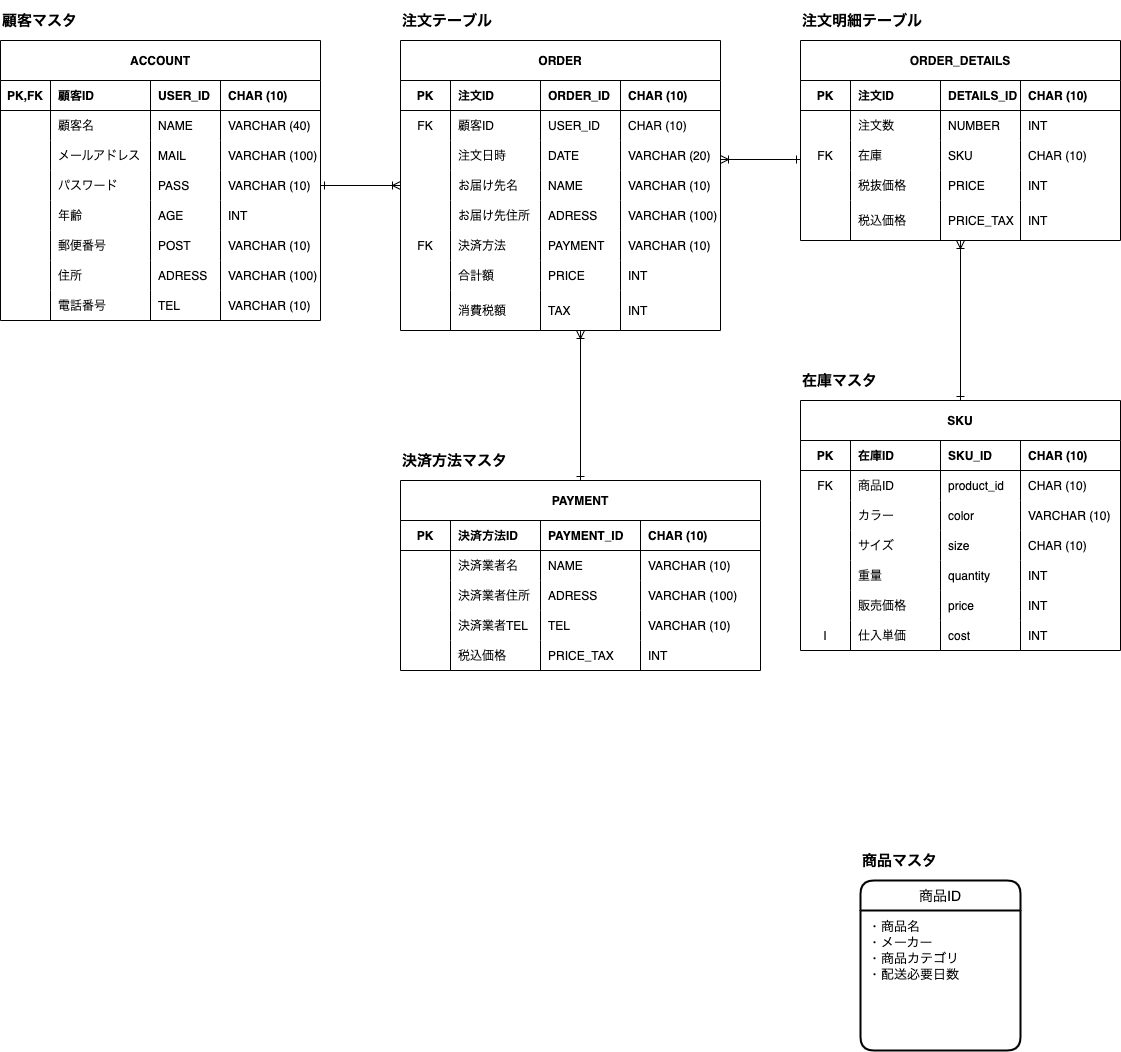 顧客マスタ
ACCOUNT
PK,FK 顧客ID USER_ID CHAR (10)
顧客名 NAME VARCHAR (40)
メールアドレス MAIL VARCHAR (100)
パスワード PASS VARCHAR (10)
年齢 AGE INT
郵便番号 POST VARCHAR (10)
住所 ADRESS VARCHAR (100)
電話番号 TEL VARCHAR (10)
注文テーブル
ORDER
PK 注文ID ORDER_ID CHAR (10)
FK 顧客ID USER_ID CHAR (10)
注文日時 DATE VARCHAR (20)
お届け先名 NAME VARCHAR (10)
お届け先住所 ADRESS VARCHAR (100)
FK 決済方法 PAYMENT VARCHAR (10)
合計額 PRICE INT
消費税額 TAX INT
注文明細テーブル
ORDER_DETAILS
PK 注文ID DETAILS_ID CHAR (10)
注文数 NUMBER INT
FK 在庫 SKU CHAR (10)
税抜価格 PRICE INT
税込価格 PRICE_TAX INT
決済方法マスタ
PAYMENT
PK 決済方法ID PAYMENT_ID CHAR (10)
決済業者名 NAME VARCHAR (10)
決済業者住所 ADRESS VARCHAR (100)
決済業者TEL TEL VARCHAR (10)
税込価格 PRICE_TAX INT
在庫マスタ
SKU
PK 在庫ID SKU_ID CHAR (10)
FK 商品ID product_id CHAR (10)
カラー color VARCHAR (10)
サイズ size CHAR (10)
重量 quantity INT
販売価格 price INT
I 仕入単価 cost INT
商品マスタ
商品ID
・商品名
・メーカー
・商品カテゴリ
・配送必要日数